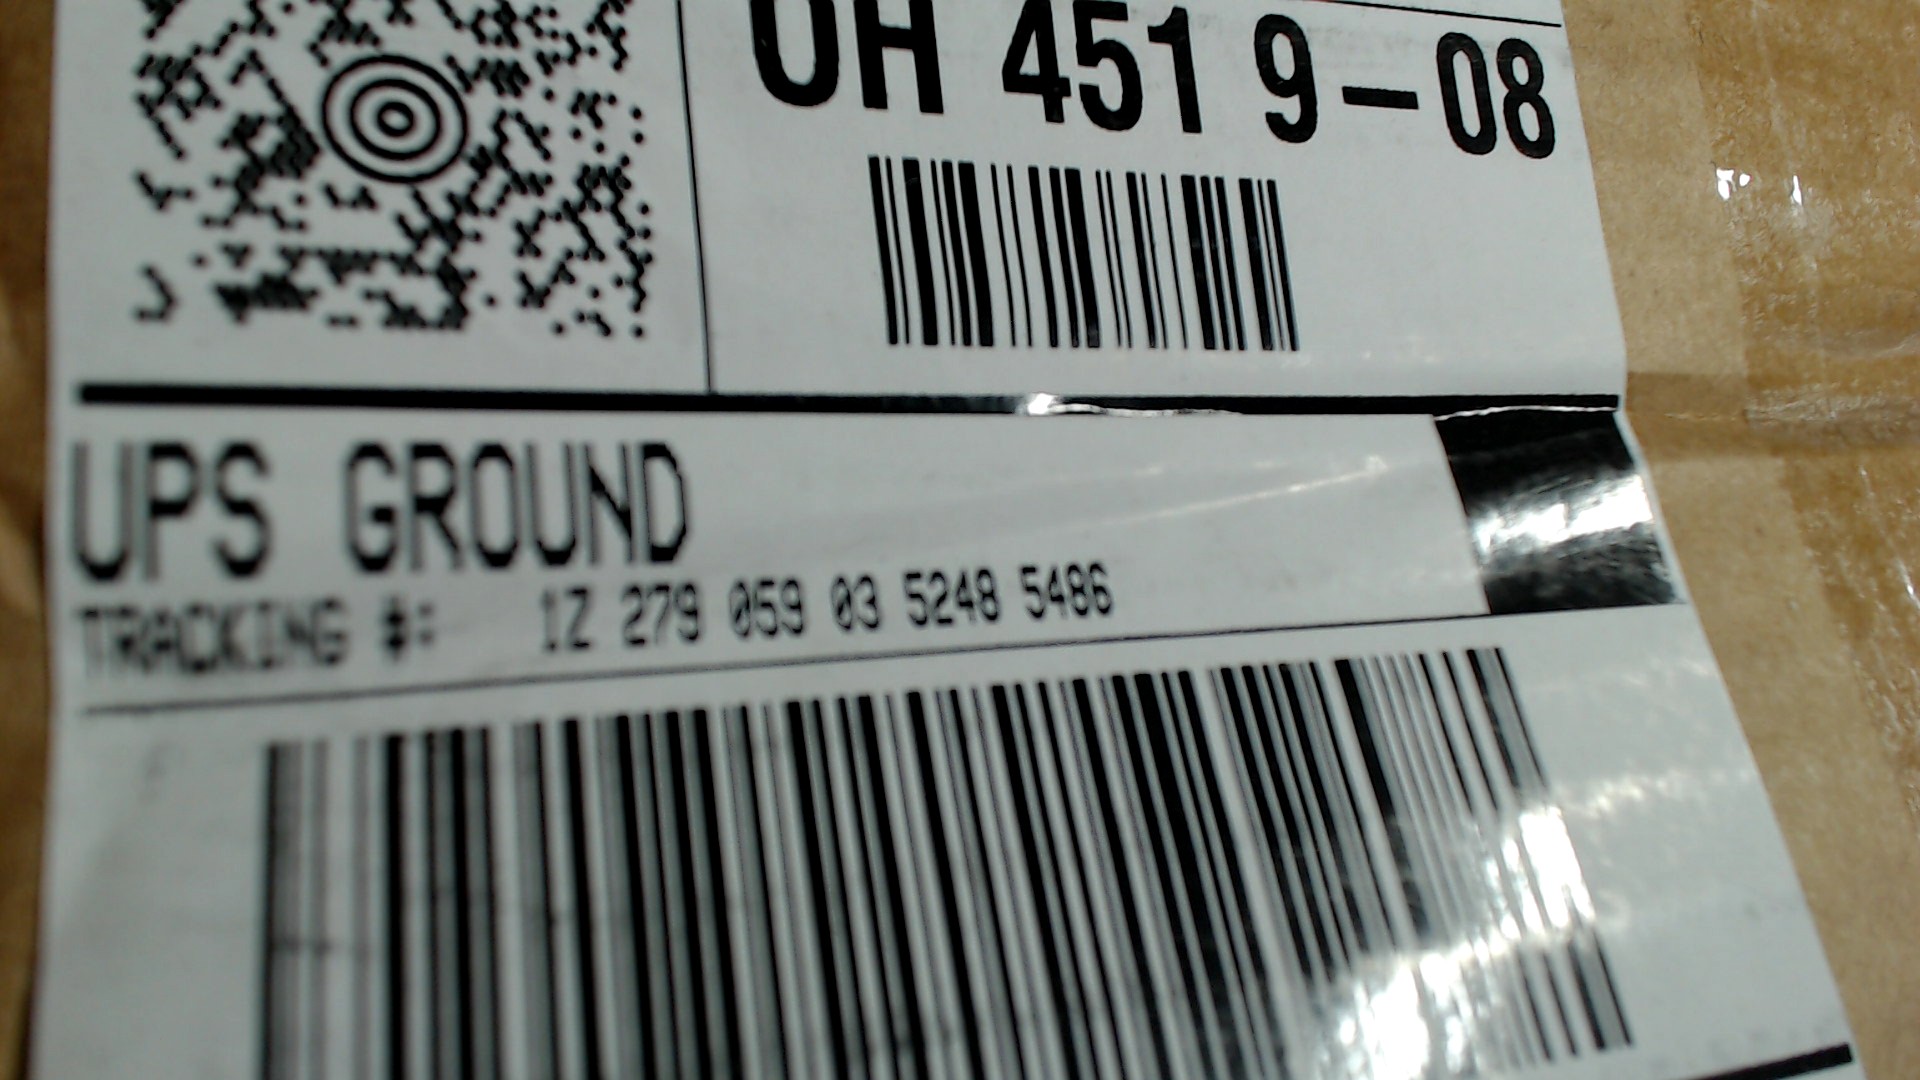 OH 451 9-08
UPS GROUND
TRACKING #: 1Z 279 059 03 5248 5486